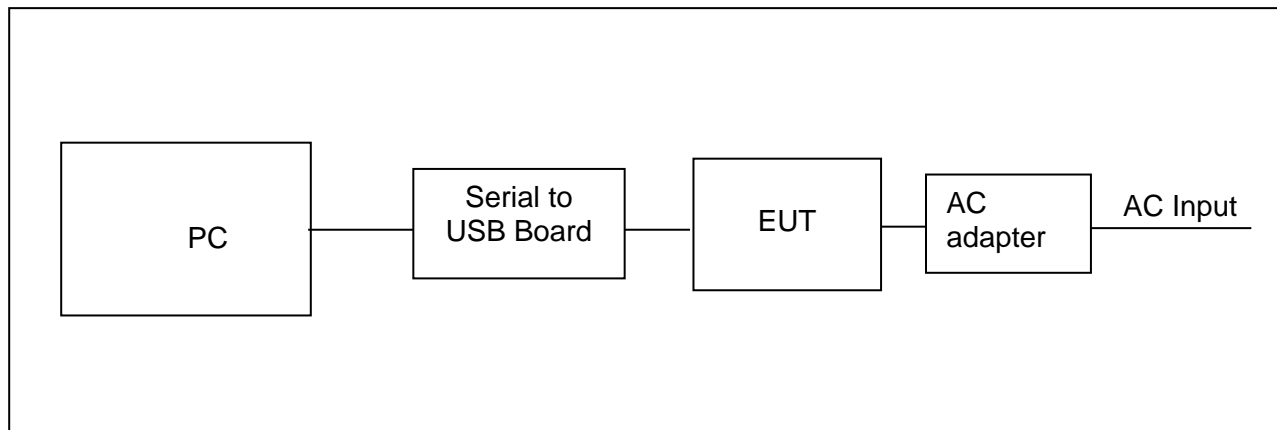 PC
Serial to
USB Board
EUT
AC
adapter
AC Input